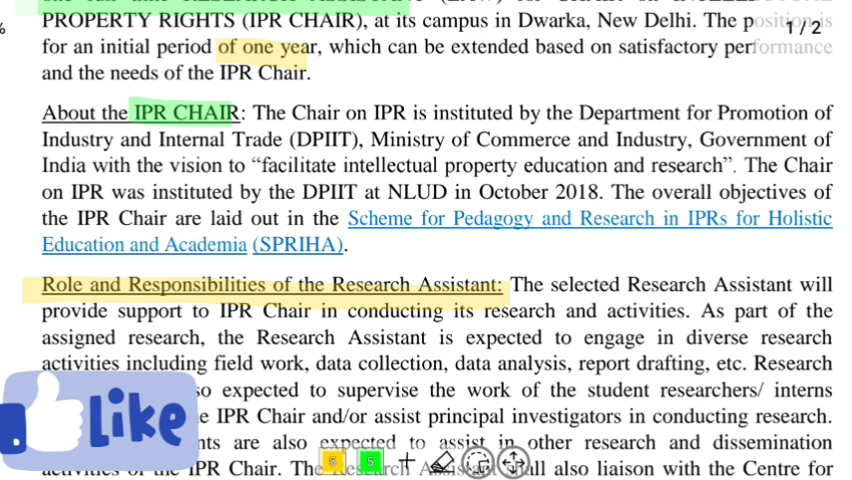 PROPERTY RIGHTS (IPR CHAIR), at its campus in Dwarka, New Delhi. The position is
1/2
%
for an initial period of one year, which can be extended based on satisfactory performance
and the needs of the IPR Chair.
About the IPR CHAIR: The Chair on IPR is instituted by the Department for Promotion of
Industry and Internal Trade (DPIIT), Ministry of Commerce and Industry, Government of
India with the vision to “facilitate intellectual property education and research”. The Chair
on IPR was instituted by the DPIIT at NLUD in October 2018. The overall objectives of
the IPR Chair are laid out in the Scheme for Pedagogy and Research in IPRs for Holistic
Education and Academia (SPRIHA).
Role and Responsibilities of the Research Assistant: The selected Research Assistant will
provide support to IPR Chair in conducting its research and activities. As part of the
assigned research, the Research Assistant is expected to engage in diverse research
activities including field work, data collection, data analysis, report drafting, etc. Research
so expected to supervise the work of the student researchers/ interns
Like
e IPR Chair and/or assist principal investigators in conducting research.
nts are also expected to assist in other research and dissemination
5 5
activities of the IPR Chair. The Research Assistant shall also liaison with the Centre for